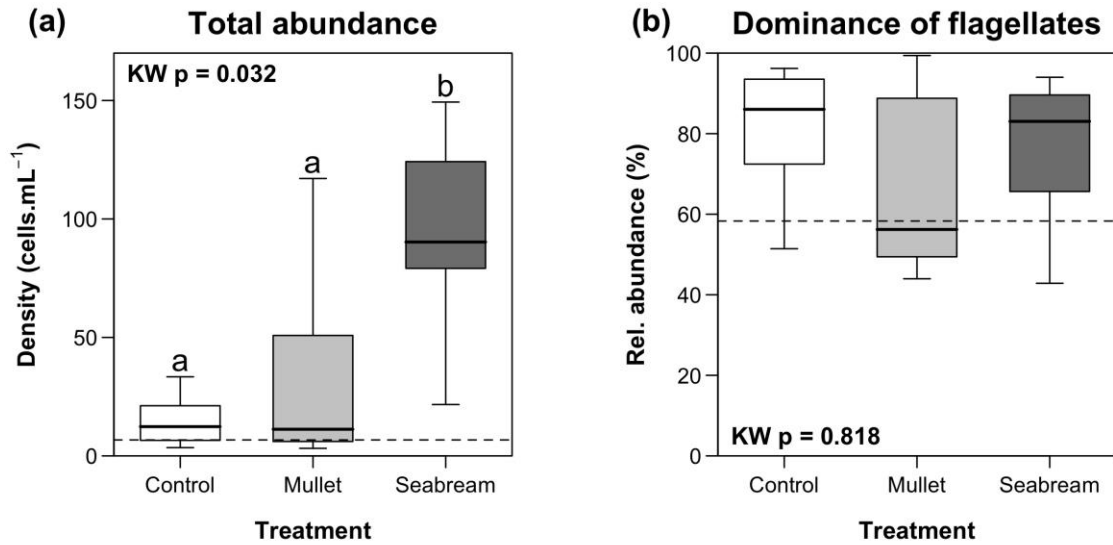 (a) Total abundance
KW p = 0.032
Density (cells.mL⁻¹)
150
100
50
0
a
a
b
Control Mullet Seabream
Treatment
(b) Dominance of flagellates
Rel. abundance (%)
100
80
60
40
20
0
KW p = 0.818
Control Mullet Seabream
Treatment